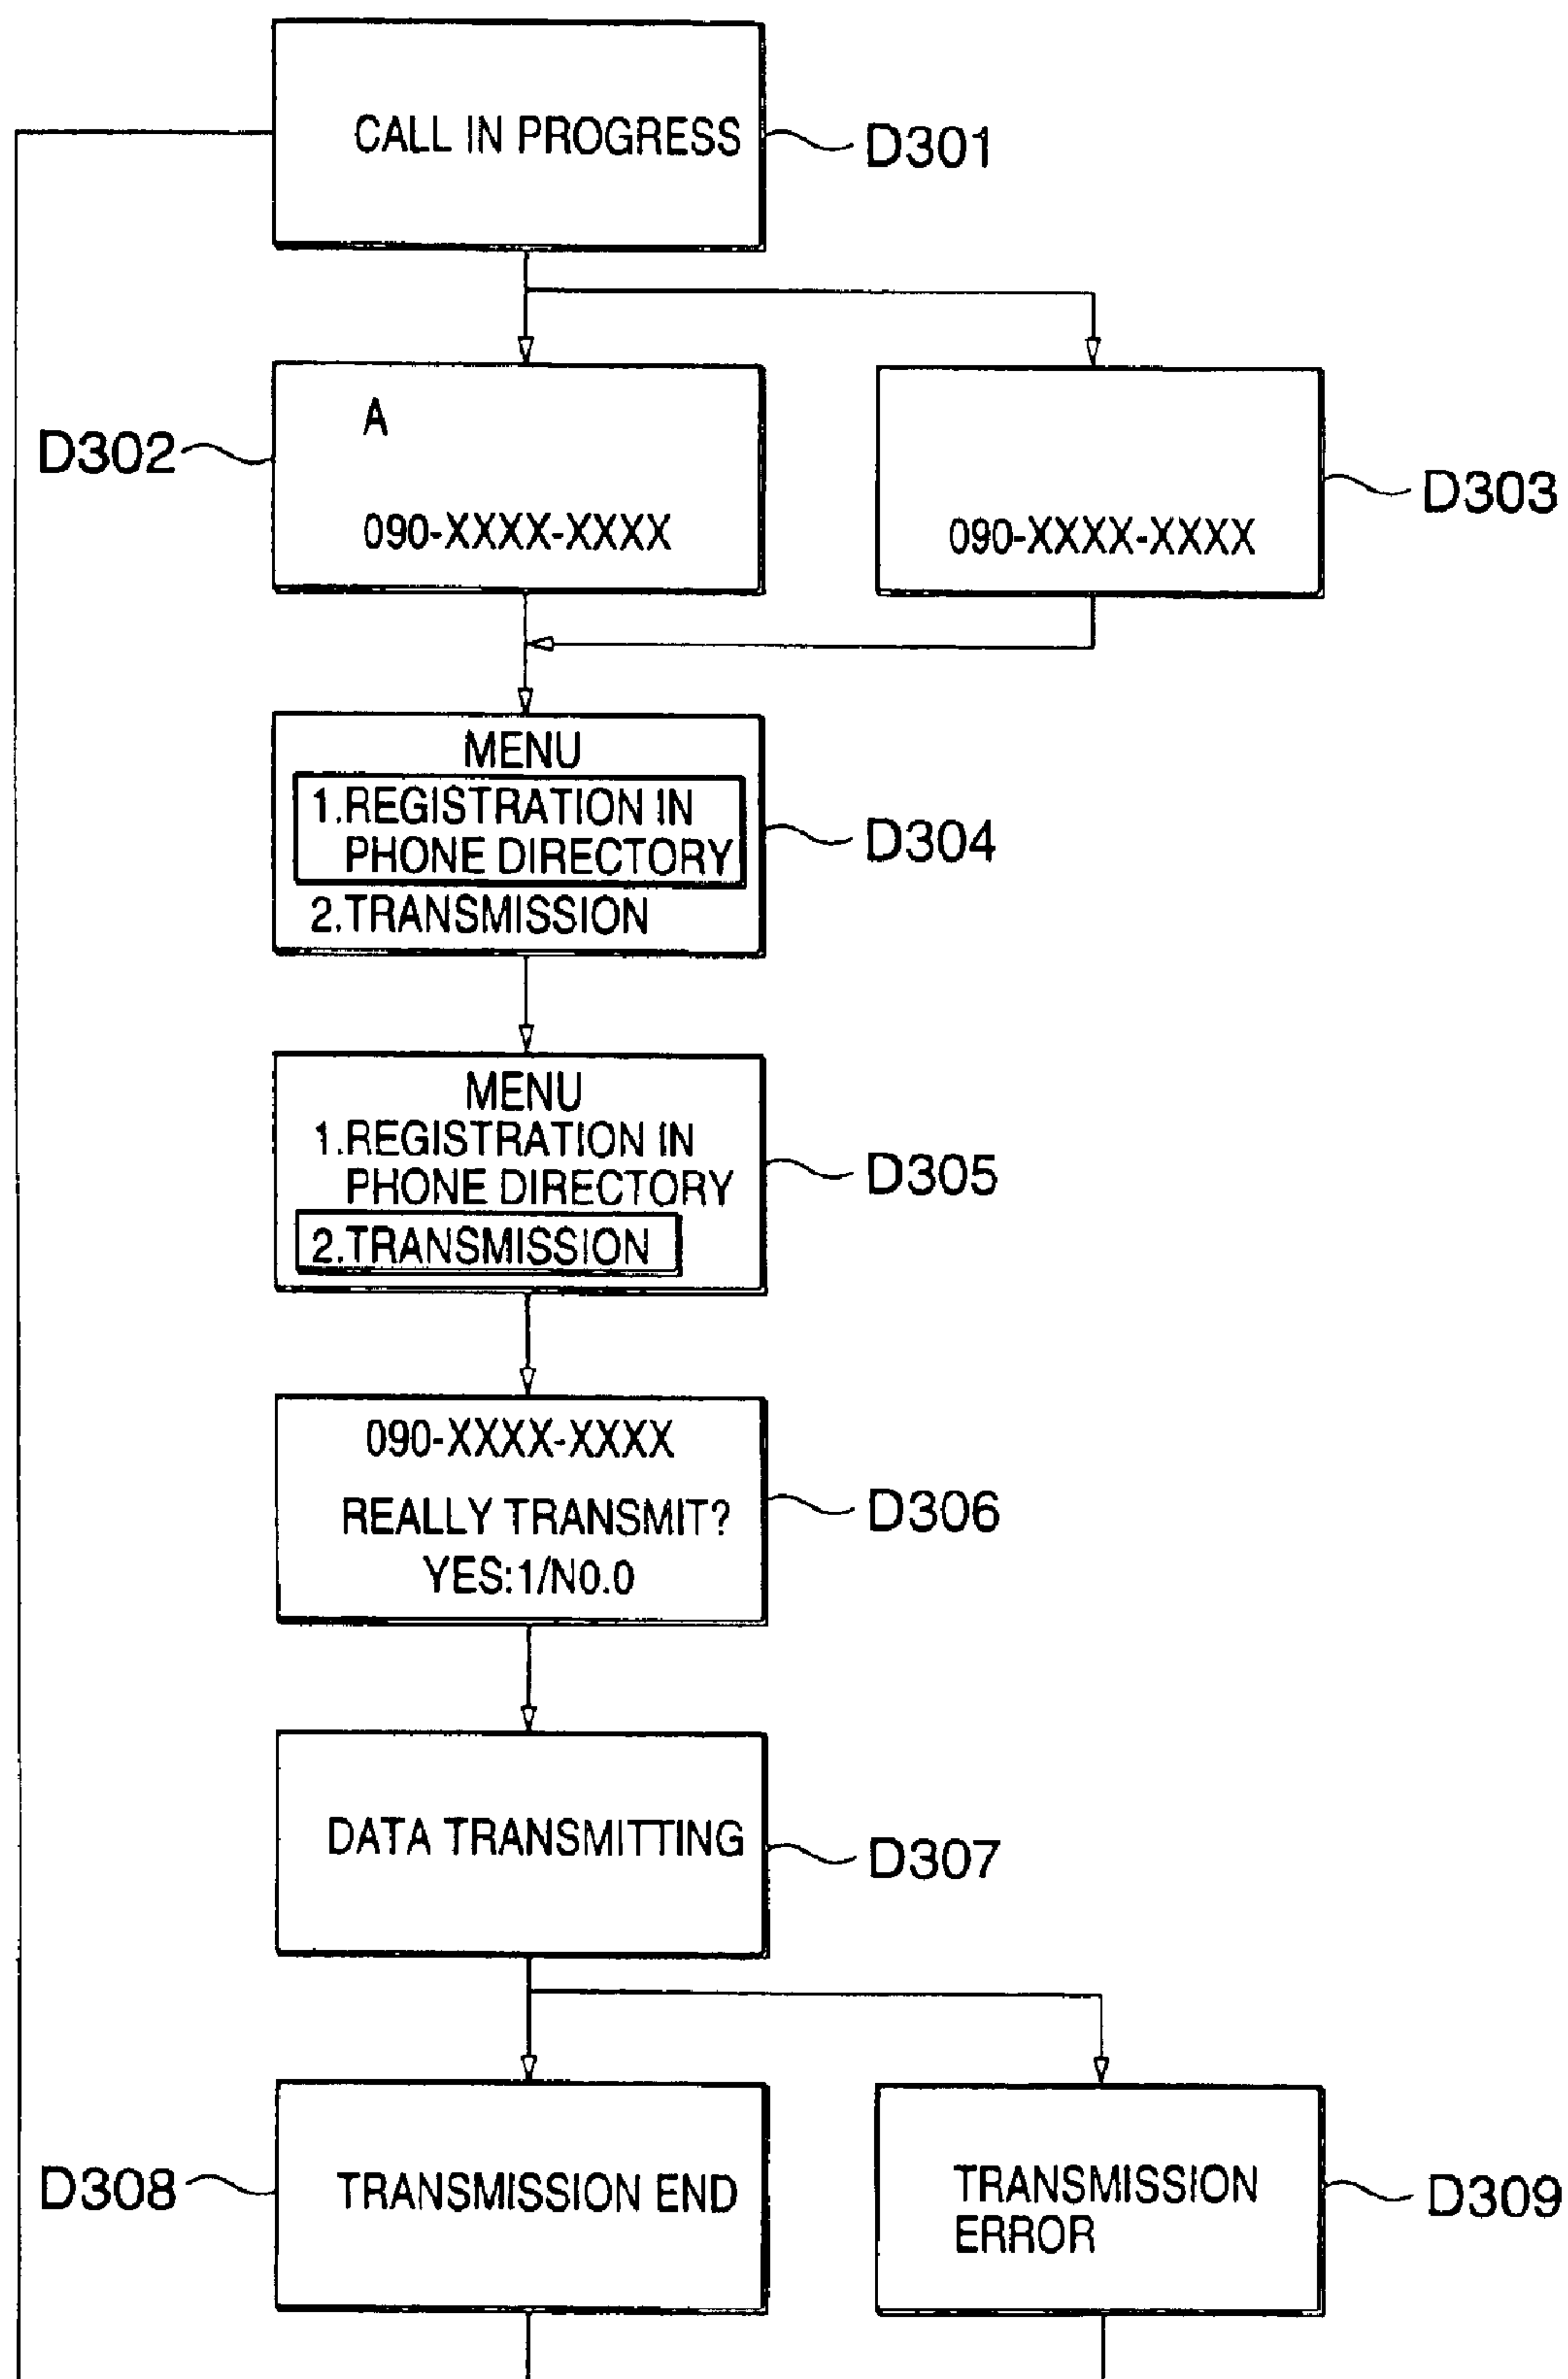 CALL IN PROGRESS
D301
A
090-XXXX-XXXX
D302
090-XXXX-XXXX
D303
MENU
1.REGISTRATION IN
PHONE DIRECTORY
2.TRANSMISSION
D304
MENU
1.REGISTRATION IN
PHONE DIRECTORY
2.TRANSMISSION
D305
090-XXXX-XXXX
REALLY TRANSMIT?
YES:1/N0.0
D306
DATA TRANSMITTING
D307
TRANSMISSION END
D308
TRANSMISSION
ERROR
D309